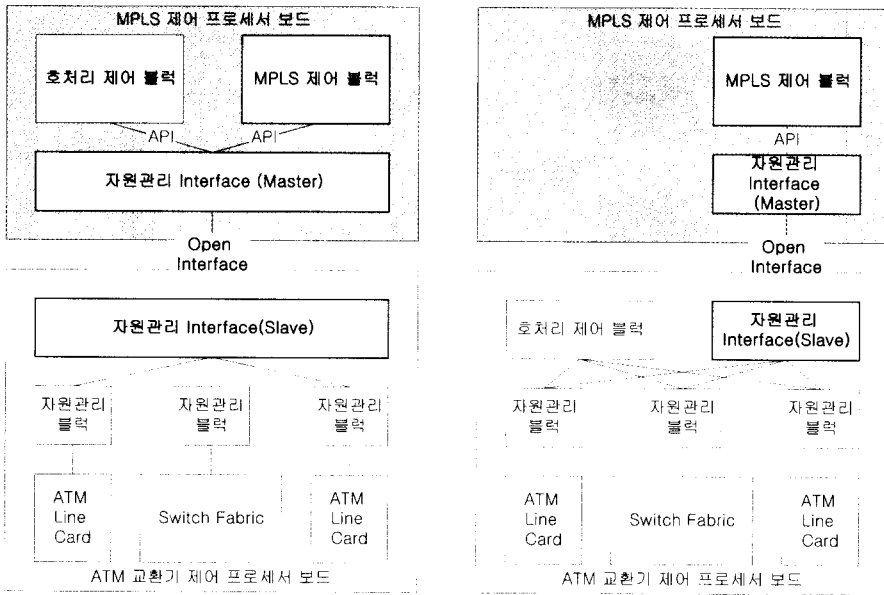 MPLS 제어 프로세서 보드
호처리 제어 블럭
MPLS 제어 블럭
API
API
자원관리 Interface (Master)
Open
Interface
자원관리 Interface(Slave)
자원관리
블럭
자원관리
블럭
자원관리
블럭
ATM
Line
Card
Switch Fabric
ATM
Line
Card
ATM 교환기 제어 프로세서 보드
MPLS 제어 프로세서 보드
MPLS 제어 블럭
API
자원관리
Interface
(Master)
Open
Interface
호처리 제어 블럭
자원관리
Interface(Slave)
자원관리
블럭
자원관리
블럭
자원관리
블럭
ATM
Line
Card
Switch Fabric
ATM
Line
Card
ATM 교환기 제어 프로세서 보드